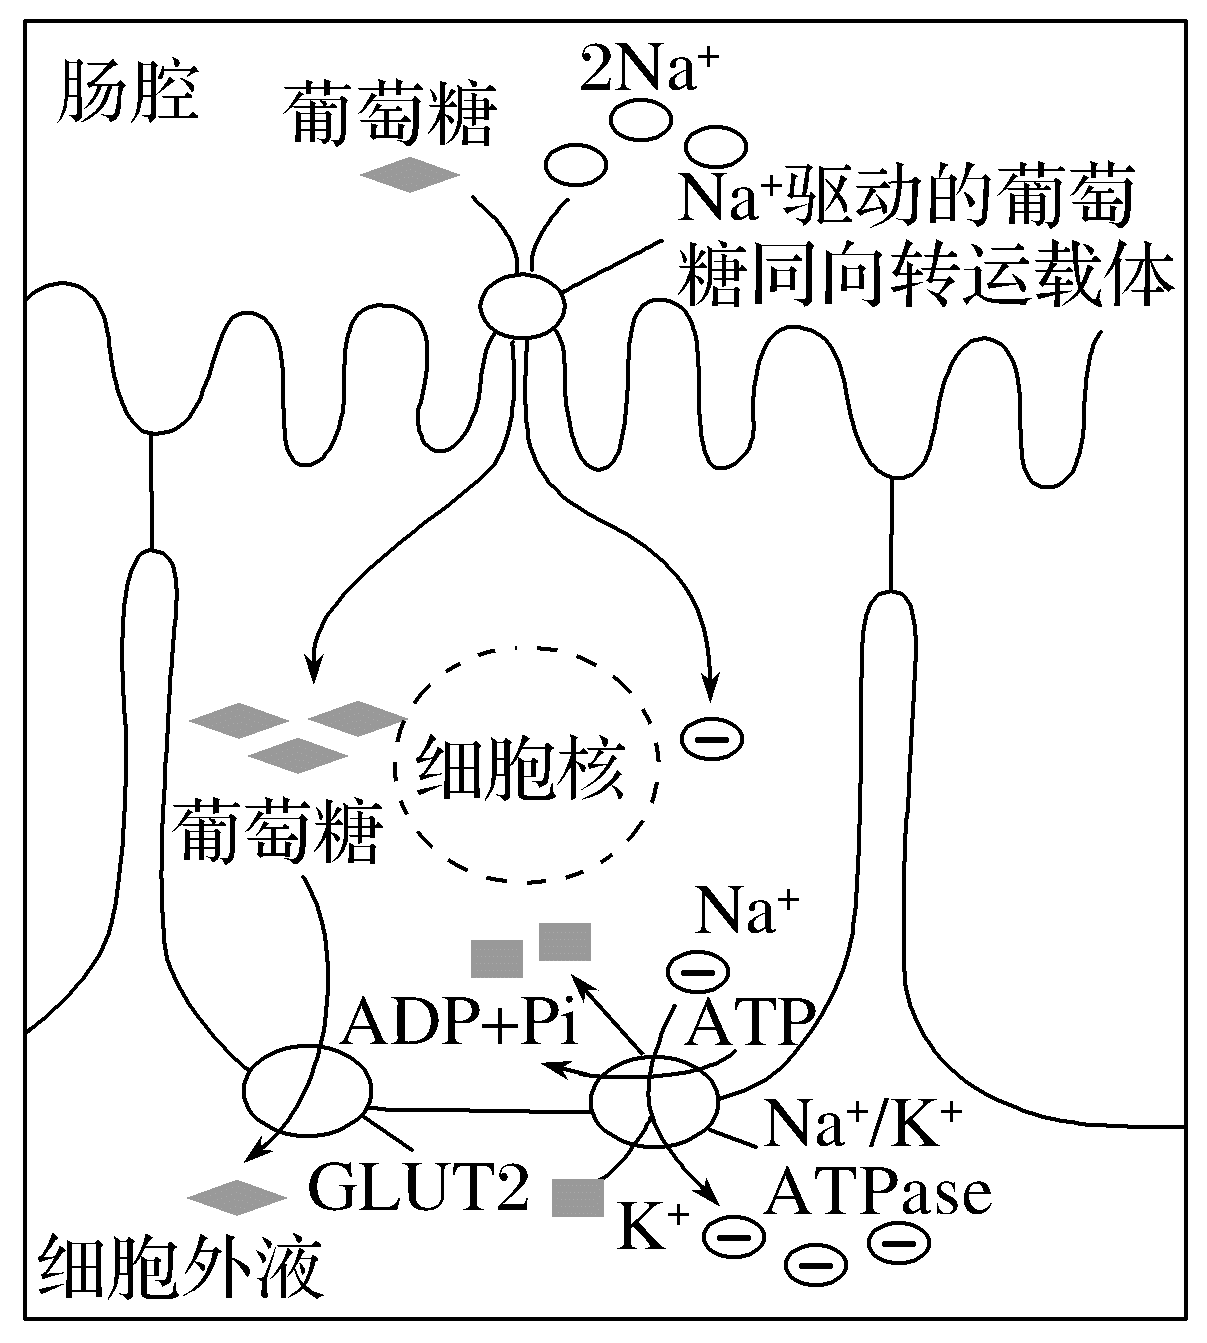 肠腔
葡萄糖
2Na⁺
Na⁺驱动的葡萄
糖同向转运载体
细胞核
葡萄糖
Na⁺
ADP+Pi
ATP
Na⁺/K⁺
ATPase
GLUT2
K⁺
细胞外液